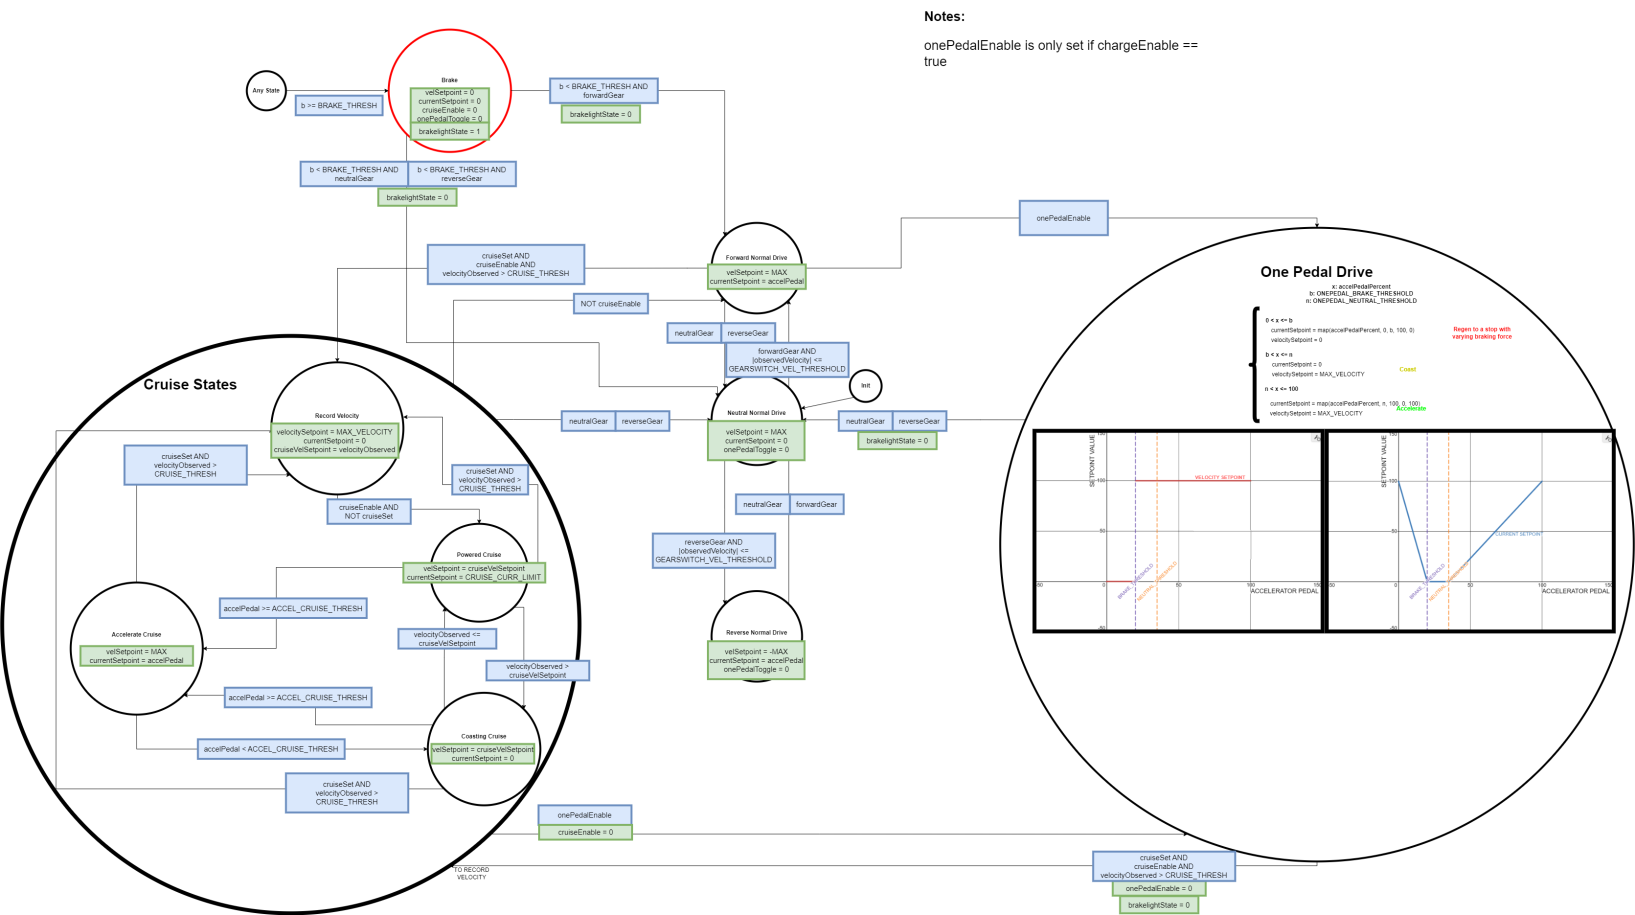 Notes:
onePedalEnable is only set if chargeEnable ==
true
Any State
b >= BRAKE_THRESH
Brake
velSetpoint = 0
currentSetpoint = 0
cruiseEnable = 0
onePedalToggle = 0
brakelightState = 1
b < BRAKE_THRESH AND
forwardGear
brakelightState = 0
b < BRAKE_THRESH AND
neutralGear
b < BRAKE_THRESH AND
reverseGear
brakelightState = 0
onePedalEnable
cruiseSet AND
cruiseEnable AND
velocityObserved > CRUISE_THRESH
Forward Normal Drive
velSetpoint = MAX
currentSetpoint = accelPedal
NOT cruiseEnable
neutralGear
reverseGear
forwardGear AND
|observedVelocity| <=
GEARSWITCH_VEL_THRESHOLD
Init
Neutral Normal Drive
velSetpoint = MAX
currentSetpoint = 0
onePedalToggle = 0
neutralGear
reverseGear
neutralGear
reverseGear
brakelightState = 0
neutralGear
forwardGear
reverseGear AND
|observedVelocity| <=
GEARSWITCH_VEL_THRESHOLD
Reverse Normal Drive
velSetpoint = -MAX
currentSetpoint = accelPedal
onePedalToggle = 0
Cruise States
Record Velocity
velocitySetpoint = MAX_VELOCITY
currentSetpoint = 0
cruiseVelSetpoint = velocityObserved
cruiseSet AND
velocityObserved >
CRUISE_THRESH
cruiseSet AND
velocityObserved >
CRUISE_THRESH
cruiseEnable AND
NOT cruiseSet
Powered Cruise
velSetpoint = cruiseVelSetpoint
currentSetpoint = CRUISE_CURR_LIMIT
accelPedal >= ACCEL_CRUISE_THRESH
Accelerate Cruise
velSetpoint = MAX
currentSetpoint = accelPedal
velocityObserved <=
cruiseVelSetpoint
velocityObserved >
cruiseVelSetpoint
accelPedal >= ACCEL_CRUISE_THRESH
accelPedal < ACCEL_CRUISE_THRESH
Coasting Cruise
velSetpoint = cruiseVelSetpoint
currentSetpoint = 0
cruiseSet AND
velocityObserved >
CRUISE_THRESH
onePedalEnable
cruiseEnable = 0
TO RECORD
VELOCITY
cruiseSet AND
cruiseEnable AND
velocityObserved > CRUISE_THRESH
onePedalEnable = 0
brakelightState = 0
One Pedal Drive
x: accelPedalPercent
b: ONEPEDAL_BRAKE_THRESHOLD
n: ONEPEDAL_NEUTRAL_THRESHOLD
0 < x <= b
currentSetpoint = map(accelPedalPercent, 0, b, 100, 0)
velocitySetpoint = 0
Regen to a stop with
varying braking force
b < x <= n
currentSetpoint = 0
velocitySetpoint = MAX_VELOCITY
Coast
n < x <= 100
currentSetpoint = map(accelPedalPercent, n, 100, 0, 100)
velocitySetpoint = MAX_VELOCITY
Accelerate
SETPOINT VALUE
150
100
50
0
50
100
150
-50
VELOCITY SETPOINT
BRAKE_THRESHOLD
NEUTRAL_THRESHOLD
ACCELERATOR PEDAL
SETPOINT VALUE
150
100
50
0
50
100
150
-50
CURRENT SETPOINT
BRAKE_THRESHOLD
ACCELERATOR PEDAL